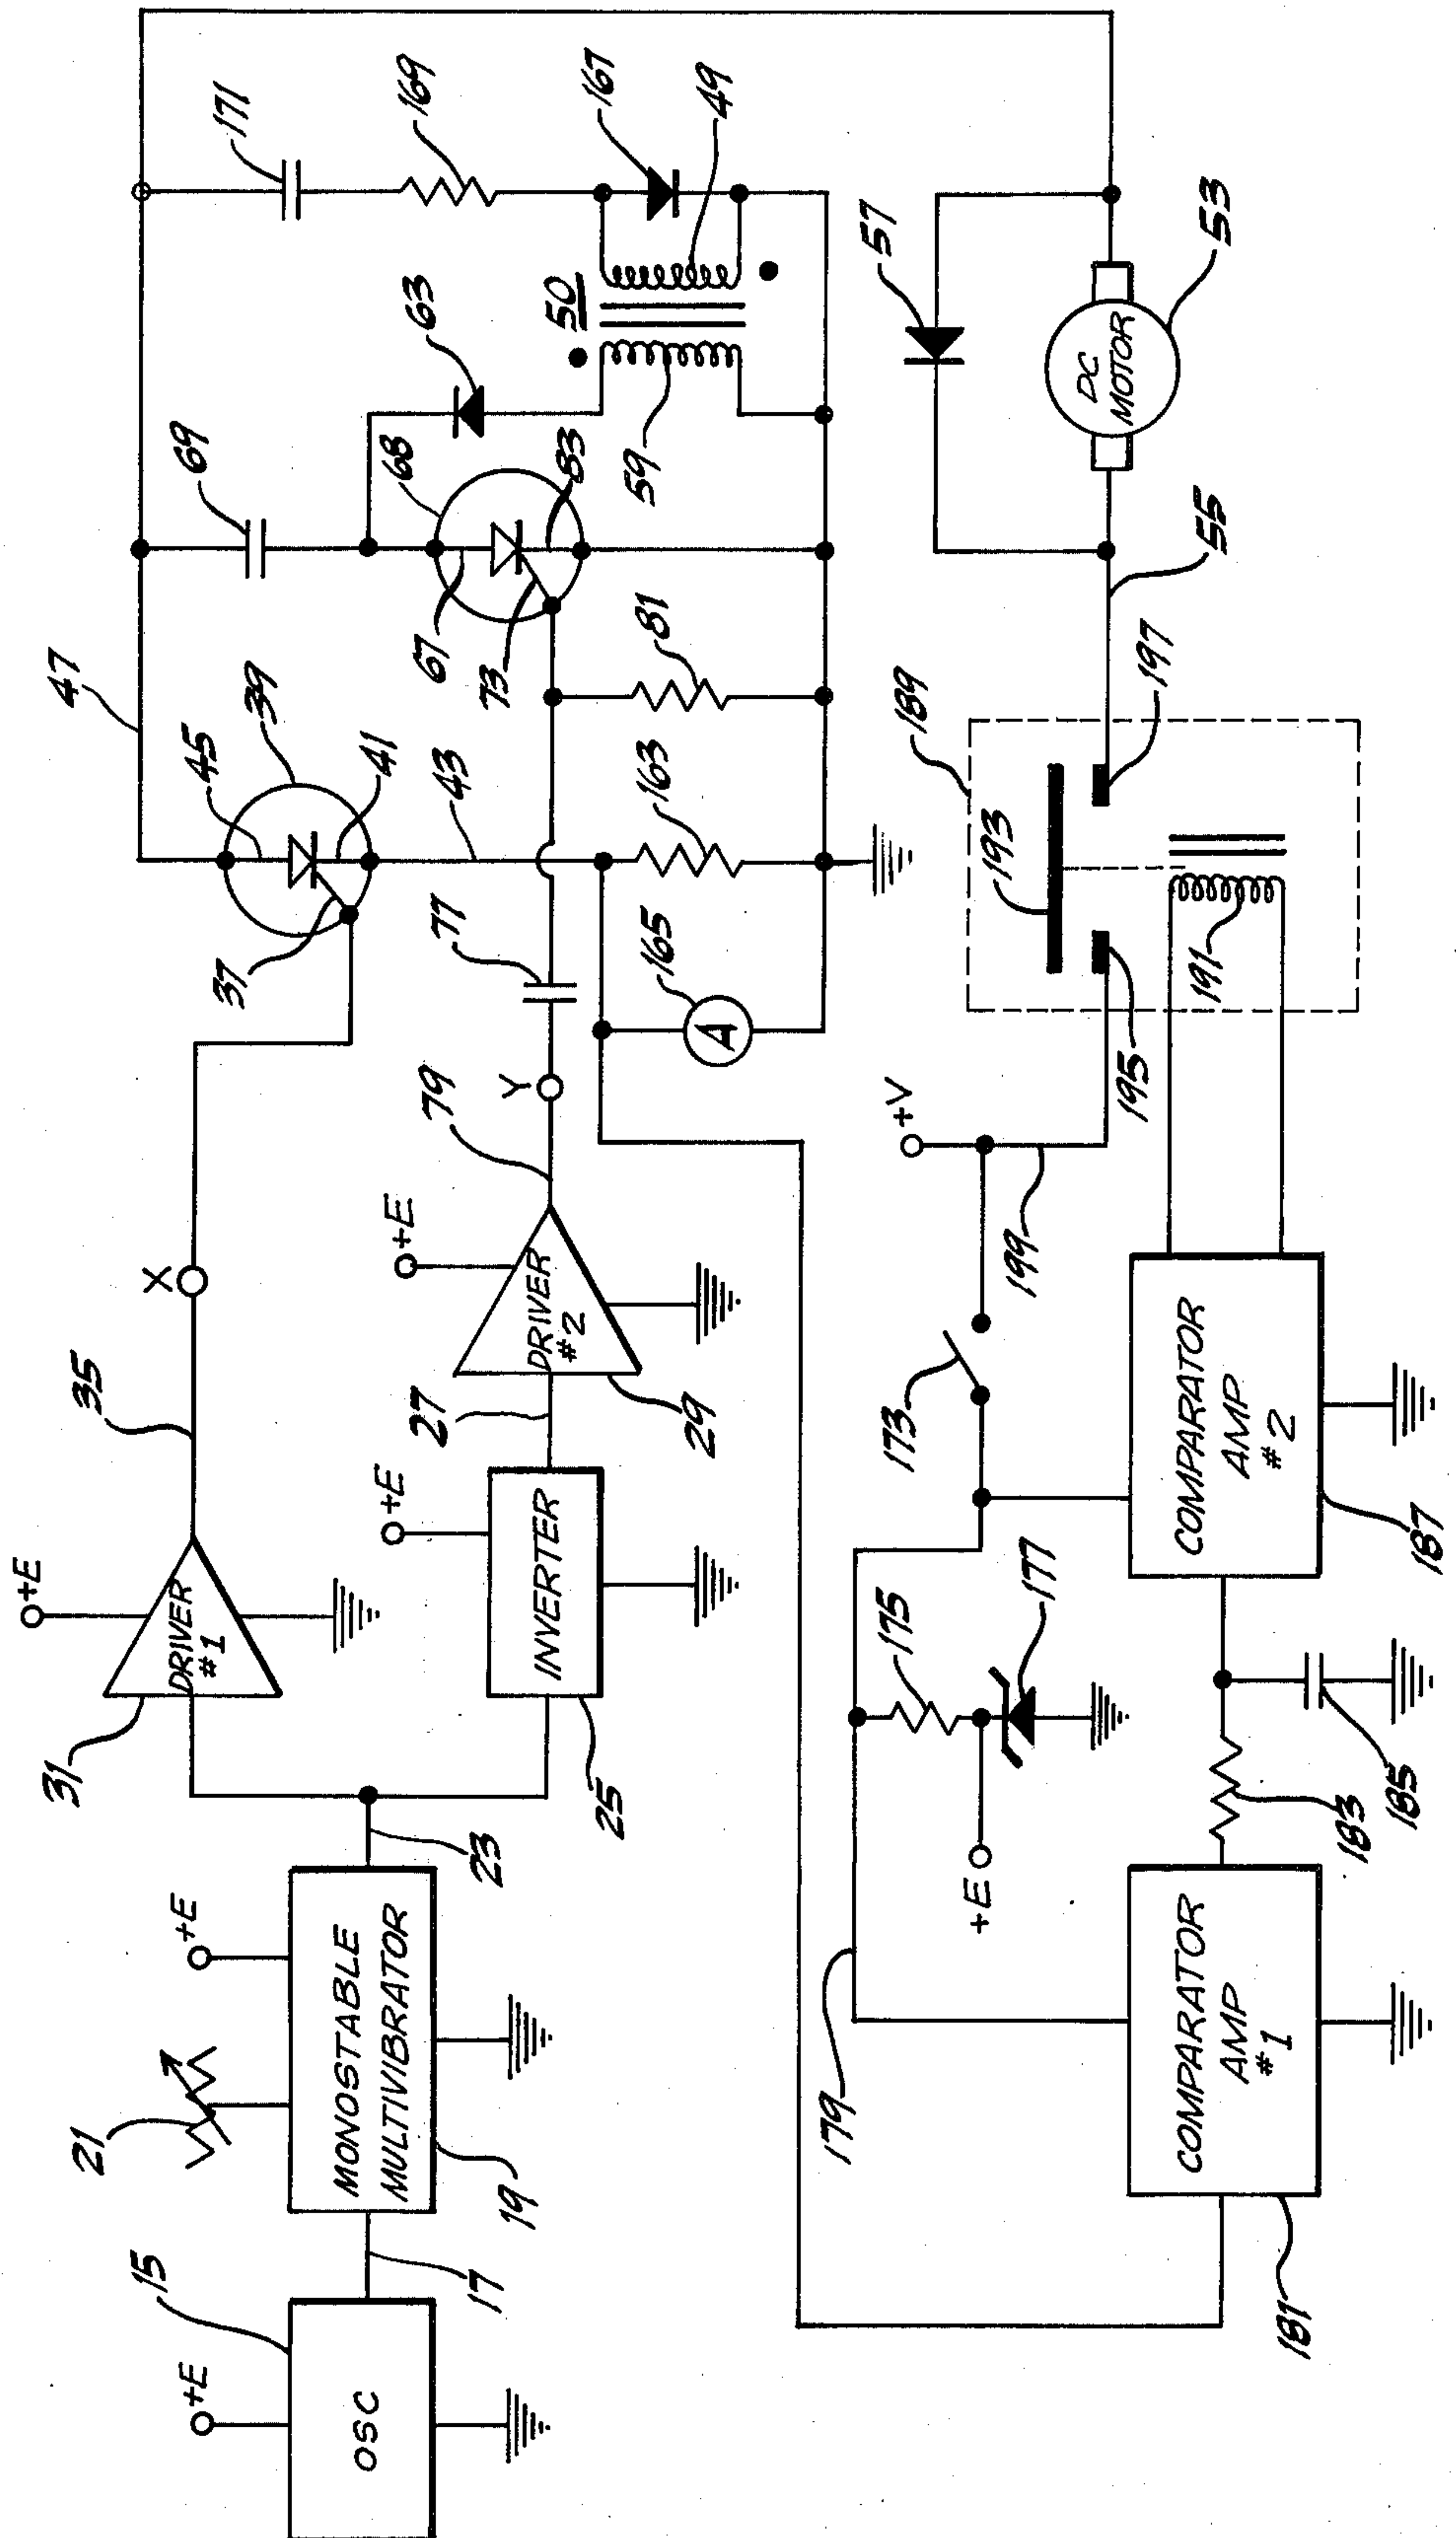 +E
15
OSC
17
21
+E
MONOSTABLE
MULTIVIBRATOR
19
23
+E
31
DRIVER
#1
35
X
+E
INVERTER
25
27
+E
DRIVER
#2
29
79
Y
77
37
39
45
41
47
43
163
165
A
81
69
68
67
73
83
63
50
59
171
169
167
49
57
53
DC
MOTOR
55
189
193
197
195
191
+V
199
173
179
175
177
+E
COMPARATOR
AMP
#1
181
183
185
COMPARATOR
AMP
#2
187